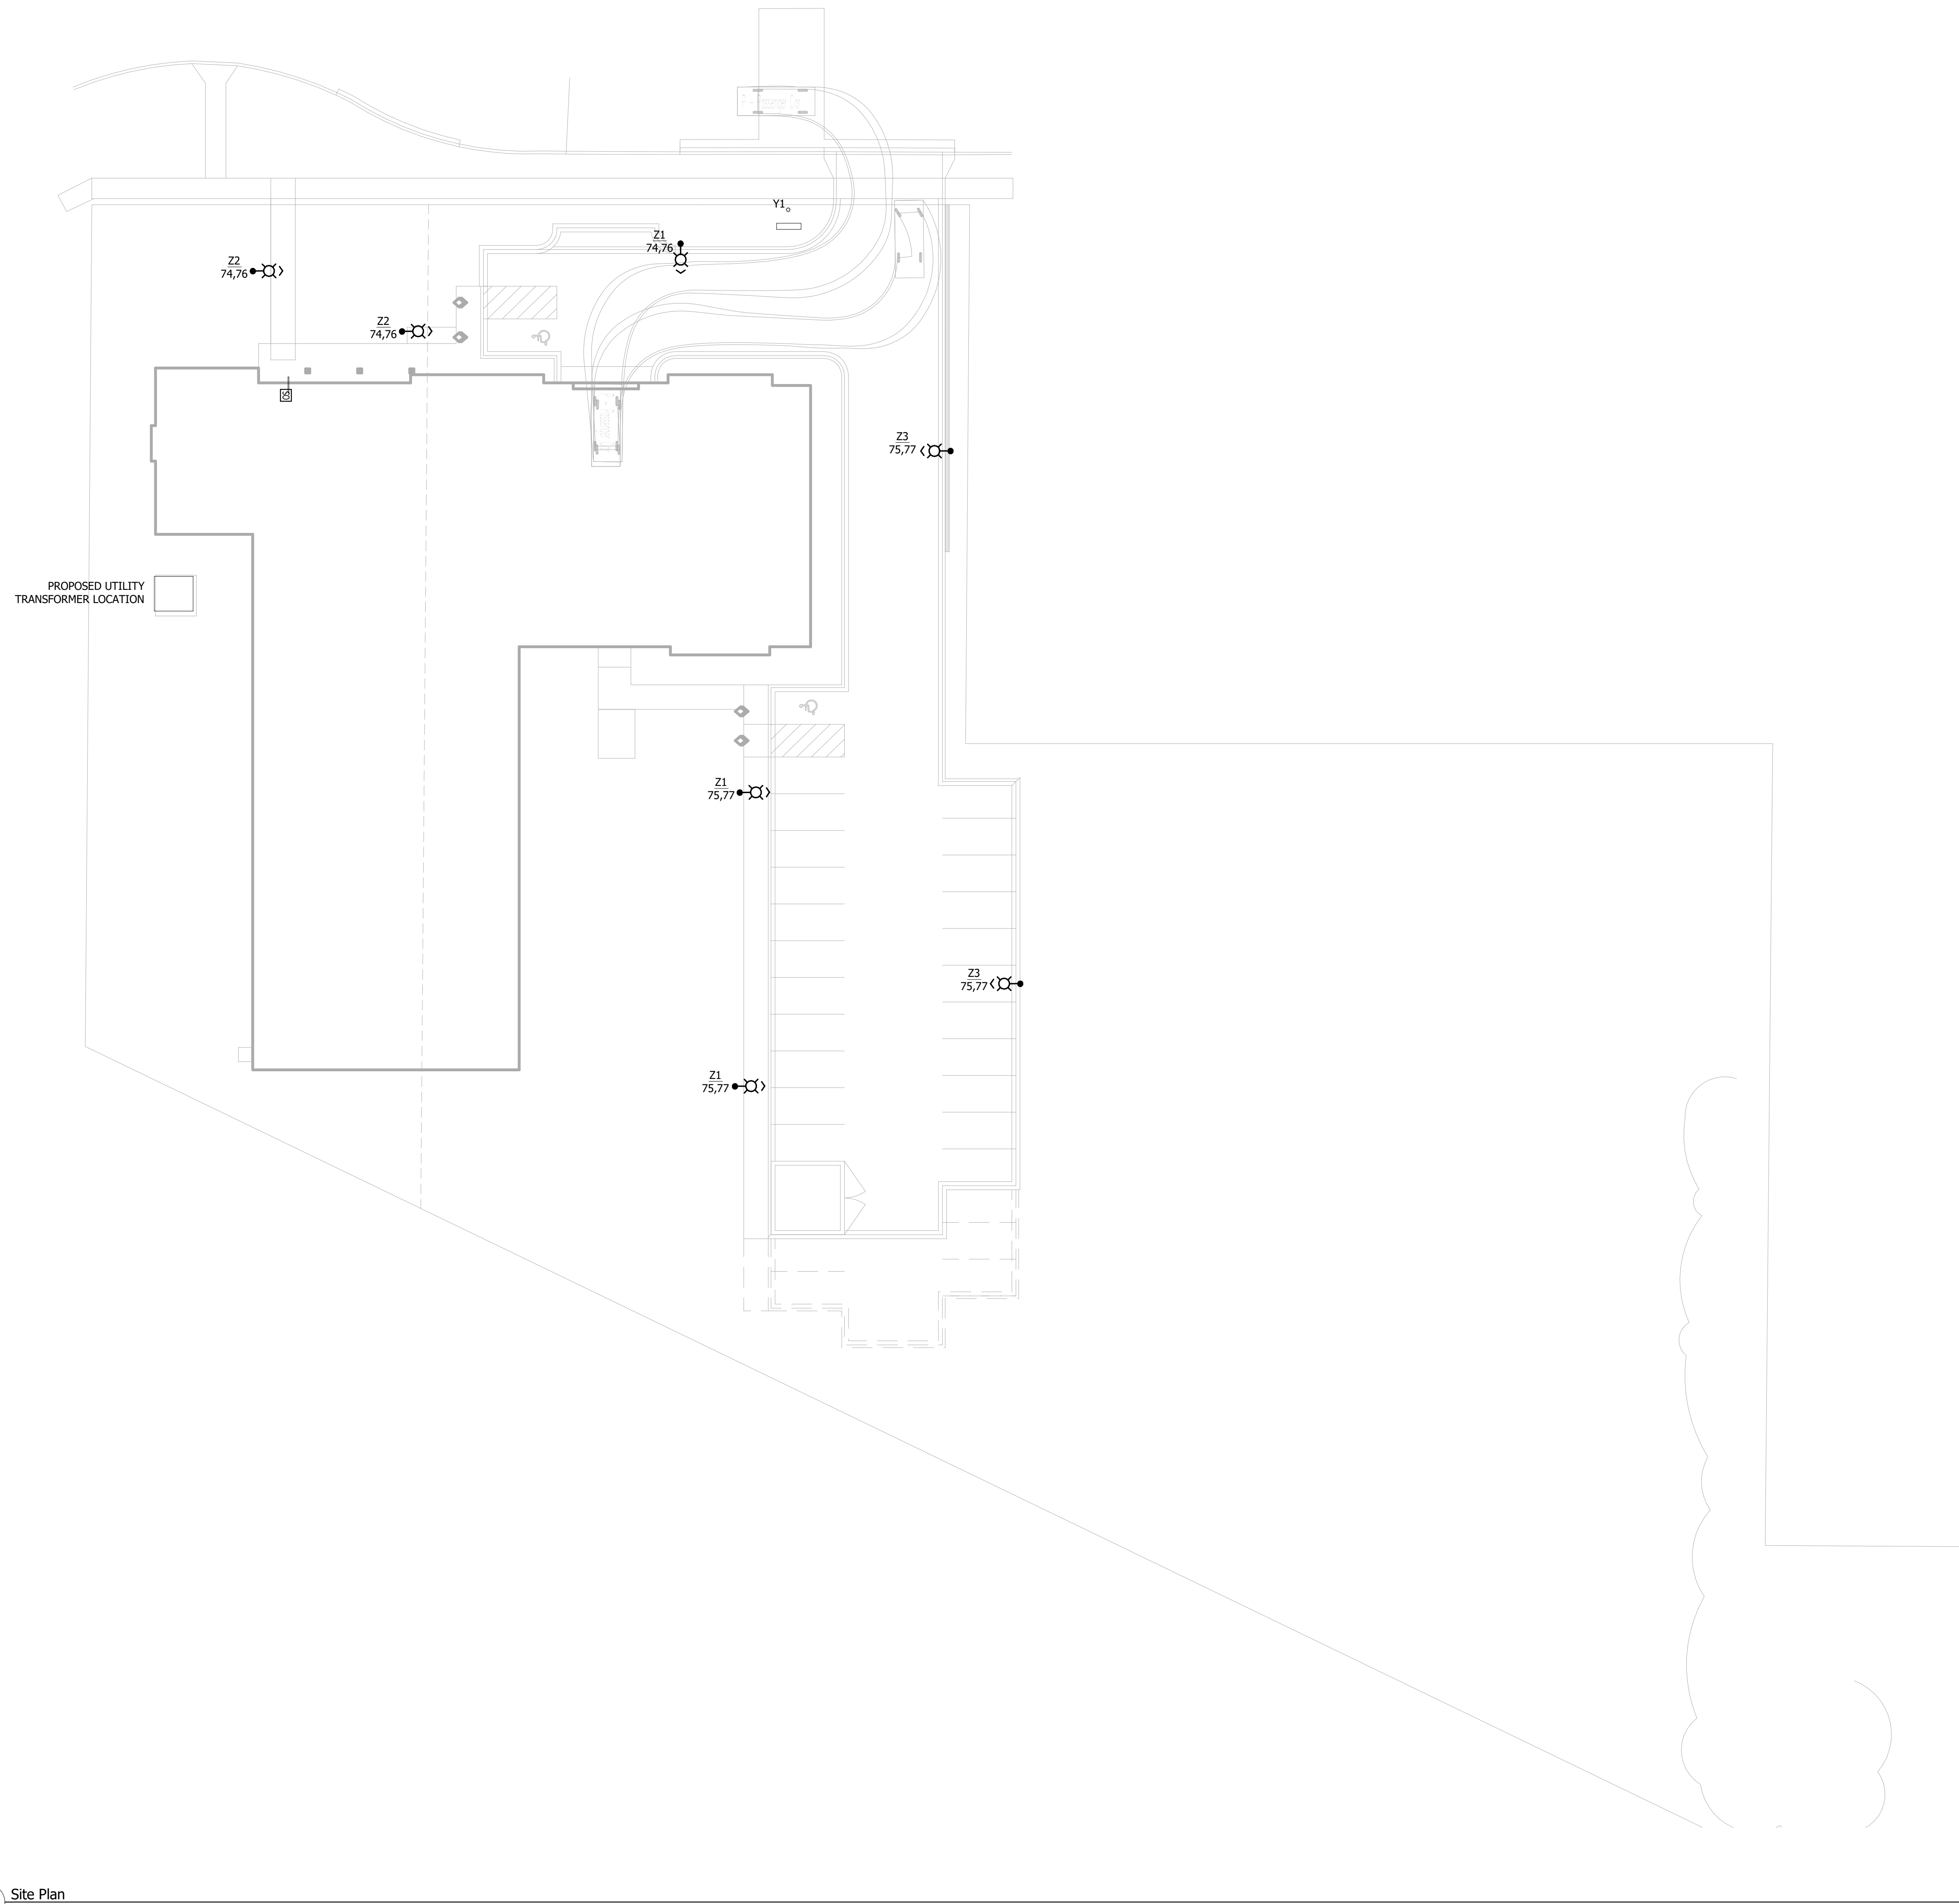 Y1
Z1
74,76
Z2
74,76
Z2
74,76
Z3
75,77
PROPOSED UTILITY
TRANSFORMER LOCATION
Z1
75,77
Z3
75,77
Z1
75,77
Site Plan